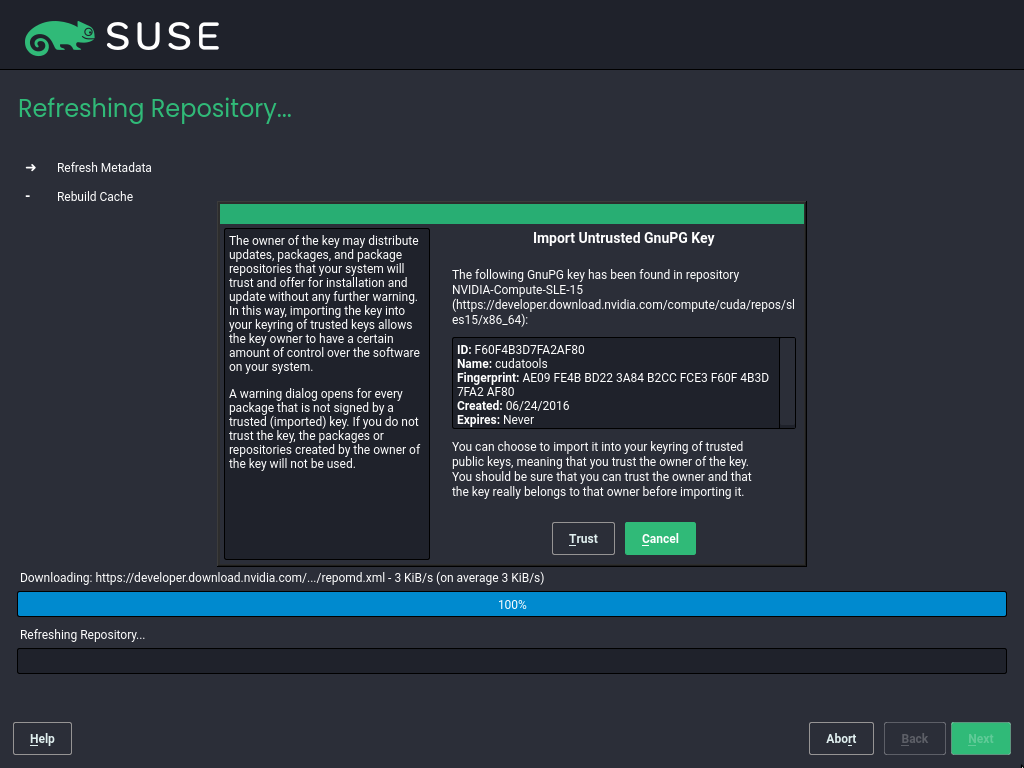 SUSE
Refreshing Repository...
➜ Refresh Metadata
- Rebuild Cache
The owner of the key may distribute
updates, packages, and package
repositories that your system will
trust and offer for installation and
update without any further warning.
In this way, importing the key into
your keyring of trusted keys allows
the key owner to have a certain
amount of control over the software
on your system.
A warning dialog opens for every
package that is not signed by a
trusted (imported) key. If you do not
trust the key, the packages or
repositories created by the owner of
the key will not be used.
Import Untrusted GnuPG Key
The following GnuPG key has been found in repository
NVIDIA-Compute-SLE-15
(https://developer.download.nvidia.com/compute/cuda/repos/sl
es15/x86_64):
ID: F60F4B3D7FA2AF80
Name: cudatools
Fingerprint: AE09 FE4B BD22 3A84 B2CC FCE3 F60F 4B3D
7FA2 AF80
Created: 06/24/2016
Expires: Never
You can choose to import it into your keyring of trusted
public keys, meaning that you trust the owner of the key.
You should be sure that you can trust the owner and that
the key really belongs to that owner before importing it.
Trust Cancel
Downloading: https://developer.download.nvidia.com/.../repomd.xml - 3 KiB/s (on average 3 KiB/s)
100%
Refreshing Repository...
Help Abort Back Next